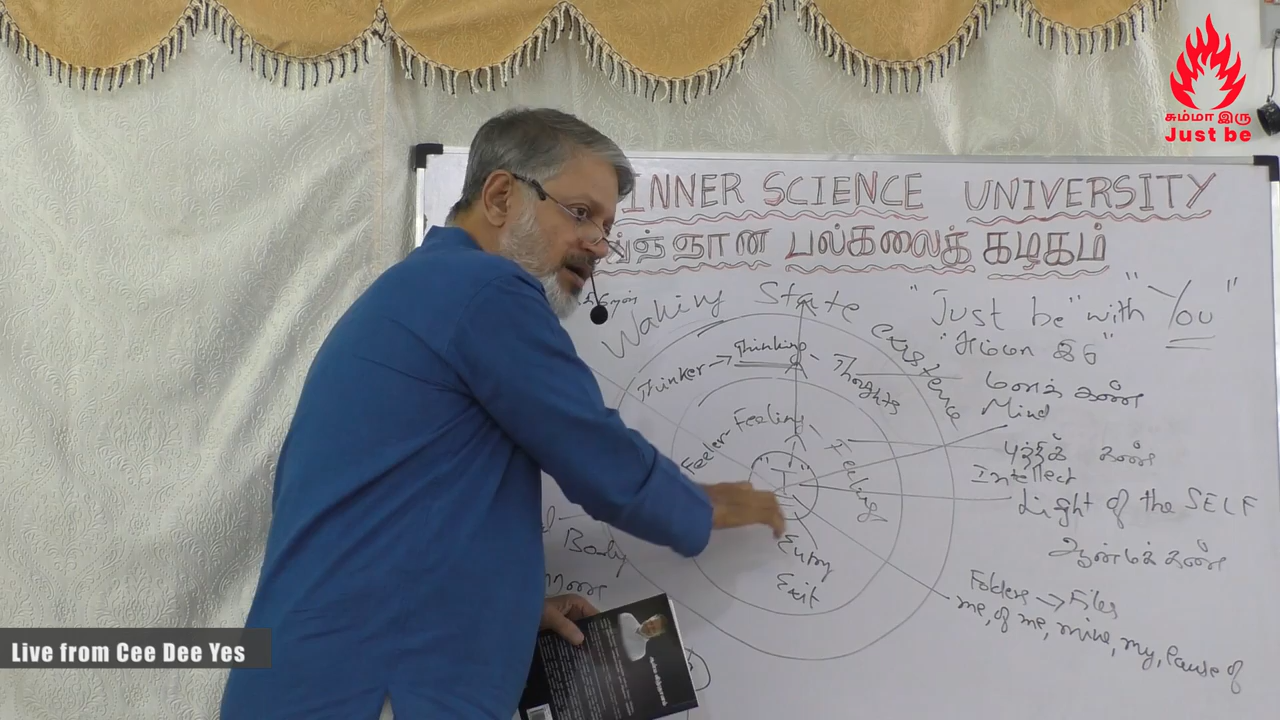 சும்மா இரு
Just be
INNER SCIENCE UNIVERSITY
பல்கலைக் கழகம்
Waking State existence
"Just be" with "You"
"சும்மா இரு"
Thinker → Thinking - Thoughts
மனக் கண்
Mind
Feeler - Feeling - Feeling
புத்திக் கண்
Intellect
"I"
Light of the SELF
ஆன்மக் கண்
Body
Entry
Exit
Folders → Files
me, of me, mine, my, cause of
Live from Cee Dee Yes